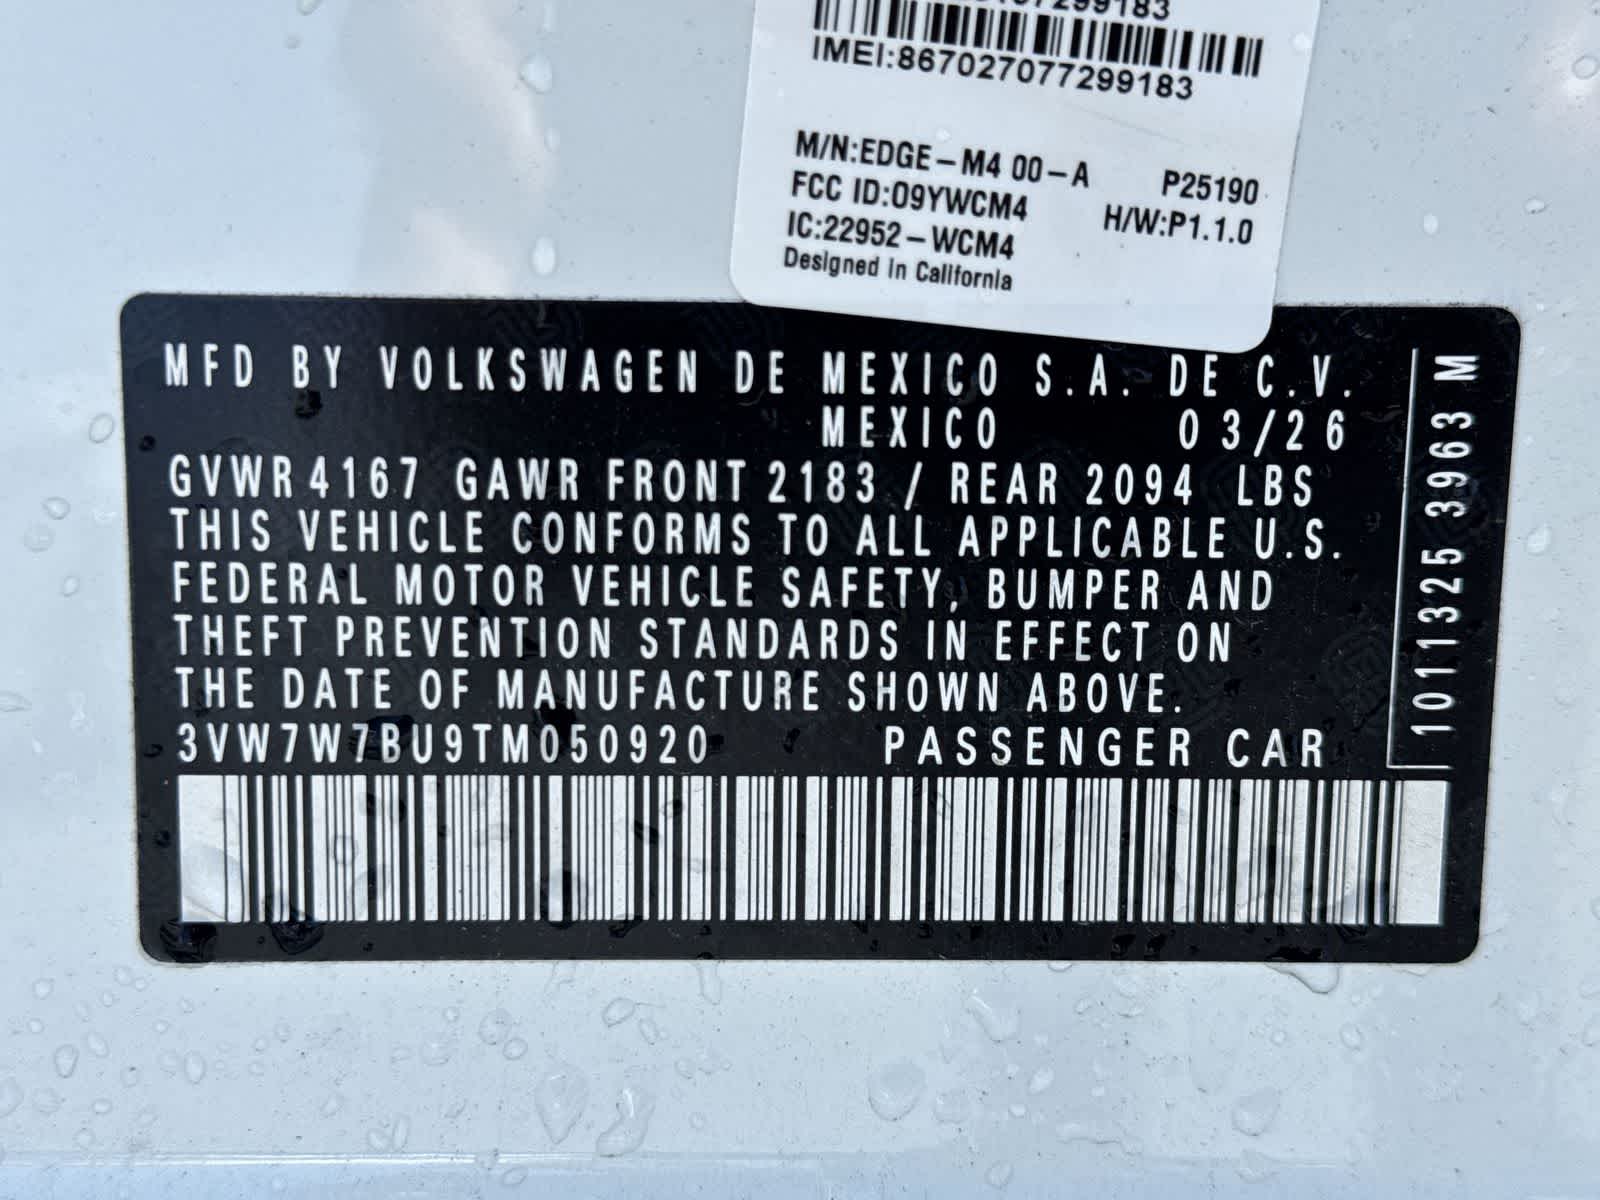 IMEI:867027077299183
M/N:EDGE-M4 00-A P25190
FCC ID:O9YWCM4 H/W:P1.1.0
IC:22952-WCM4
Designed in California
MFD BY VOLKSWAGEN DE MEXICO S.A. DE C.V.
MEXICO 03/26
GVWR 4167 GAWR FRONT 2183 / REAR 2094 LBS
THIS VEHICLE CONFORMS TO ALL APPLICABLE U.S.
FEDERAL MOTOR VEHICLE SAFETY, BUMPER AND
THEFT PREVENTION STANDARDS IN EFFECT ON
THE DATE OF MANUFACTURE SHOWN ABOVE.
3VW7W7BU9TM050920 PASSENGER CAR
1011325 3963 M